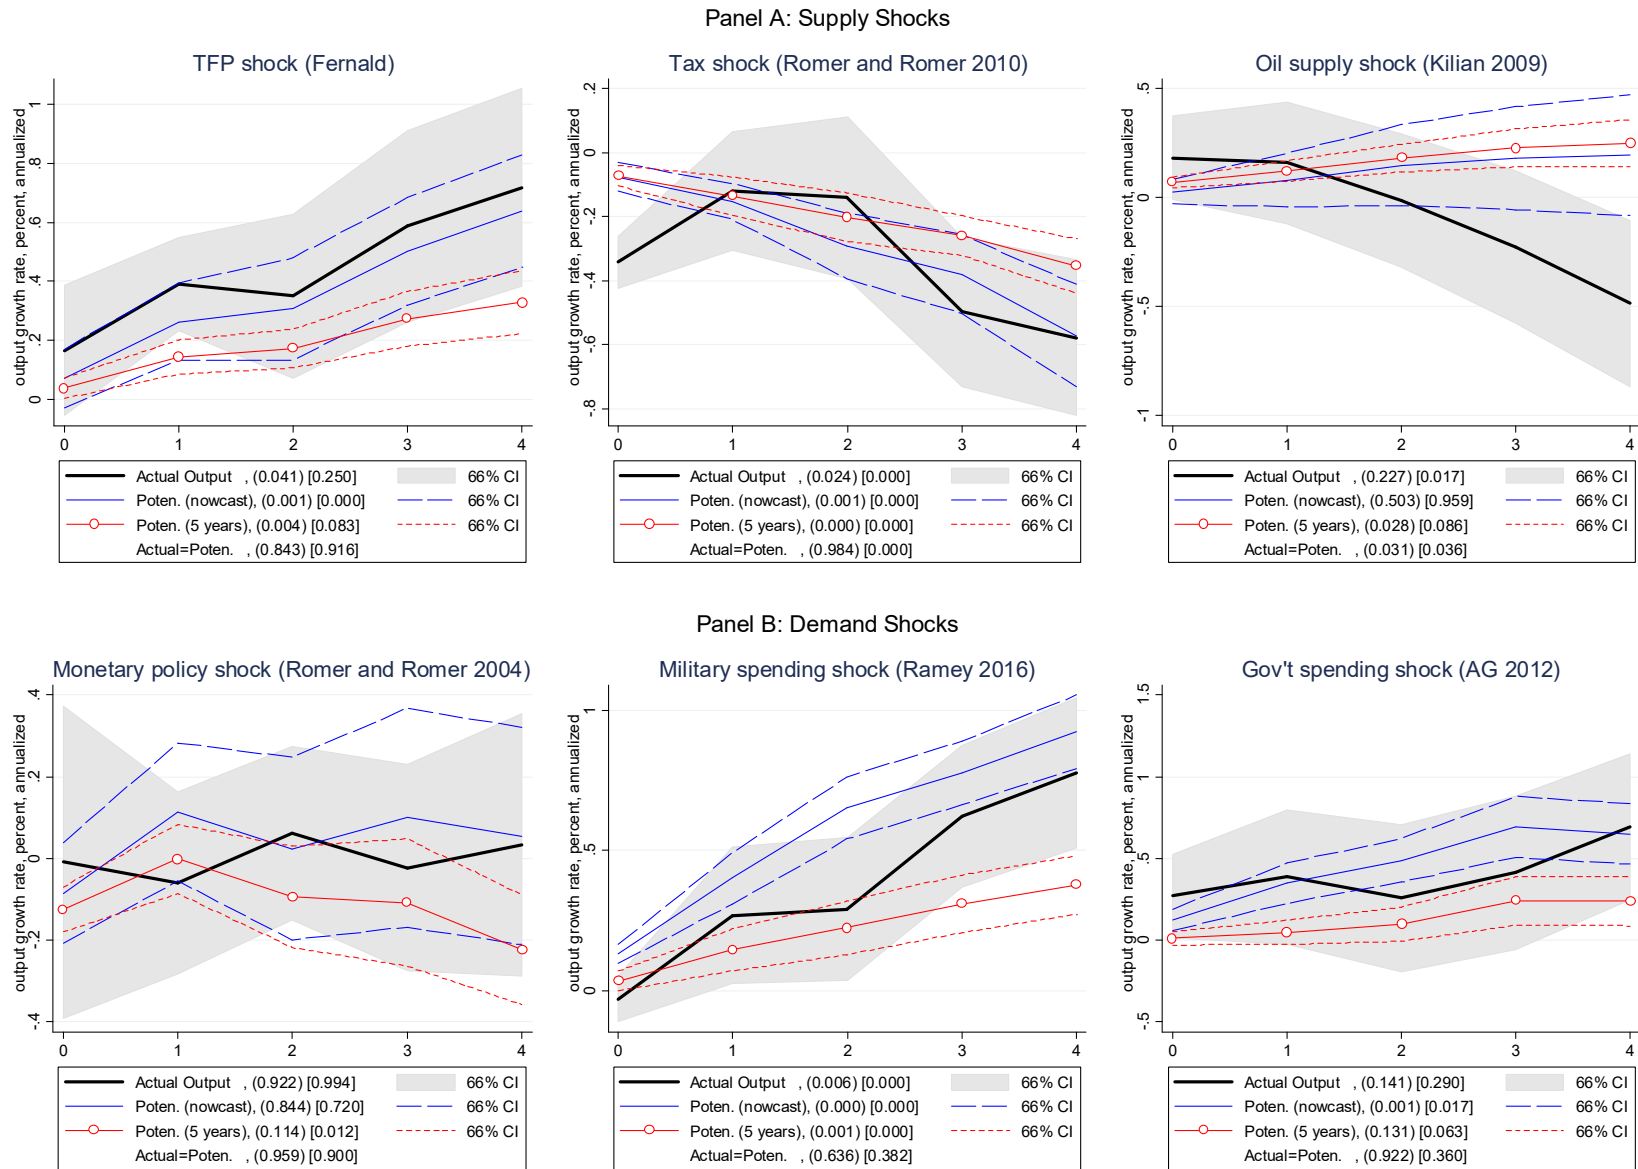 Panel A: Supply Shocks
TFP shock (Fernald)
output growth rate, percent, annualized
1
.8
.6
.4
.2
0
0 1 2 3 4
Actual Output , (0.041) [0.250] 66% CI
Poten. (nowcast), (0.001) [0.000] 66% CI
Poten. (5 years), (0.004) [0.083] 66% CI
Actual=Poten. , (0.843) [0.916]
Tax shock (Romer and Romer 2010)
output growth rate, percent, annualized
.2
0
-.2
-.4
-.6
-.8
0 1 2 3 4
Actual Output , (0.024) [0.000] 66% CI
Poten. (nowcast), (0.001) [0.000] 66% CI
Poten. (5 years), (0.000) [0.000] 66% CI
Actual=Poten. , (0.984) [0.000]
Oil supply shock (Kilian 2009)
output growth rate, percent, annualized
.5
0
-.5
-1
0 1 2 3 4
Actual Output , (0.227) [0.017] 66% CI
Poten. (nowcast), (0.503) [0.959] 66% CI
Poten. (5 years), (0.028) [0.086] 66% CI
Actual=Poten. , (0.031) [0.036]
Panel B: Demand Shocks
Monetary policy shock (Romer and Romer 2004)
output growth rate, percent, annualized
.4
.2
0
-.2
-.4
0 1 2 3 4
Actual Output , (0.922) [0.994] 66% CI
Poten. (nowcast), (0.844) [0.720] 66% CI
Poten. (5 years), (0.114) [0.012] 66% CI
Actual=Poten. , (0.959) [0.900]
Military spending shock (Ramey 2016)
output growth rate, percent, annualized
1
.5
0
0 1 2 3 4
Actual Output , (0.006) [0.000] 66% CI
Poten. (nowcast), (0.000) [0.000] 66% CI
Poten. (5 years), (0.001) [0.000] 66% CI
Actual=Poten. , (0.636) [0.382]
Gov't spending shock (AG 2012)
output growth rate, percent, annualized
1.5
1
.5
0
-.5
0 1 2 3 4
Actual Output , (0.141) [0.290] 66% CI
Poten. (nowcast), (0.001) [0.017] 66% CI
Poten. (5 years), (0.131) [0.063] 66% CI
Actual=Poten. , (0.922) [0.360]